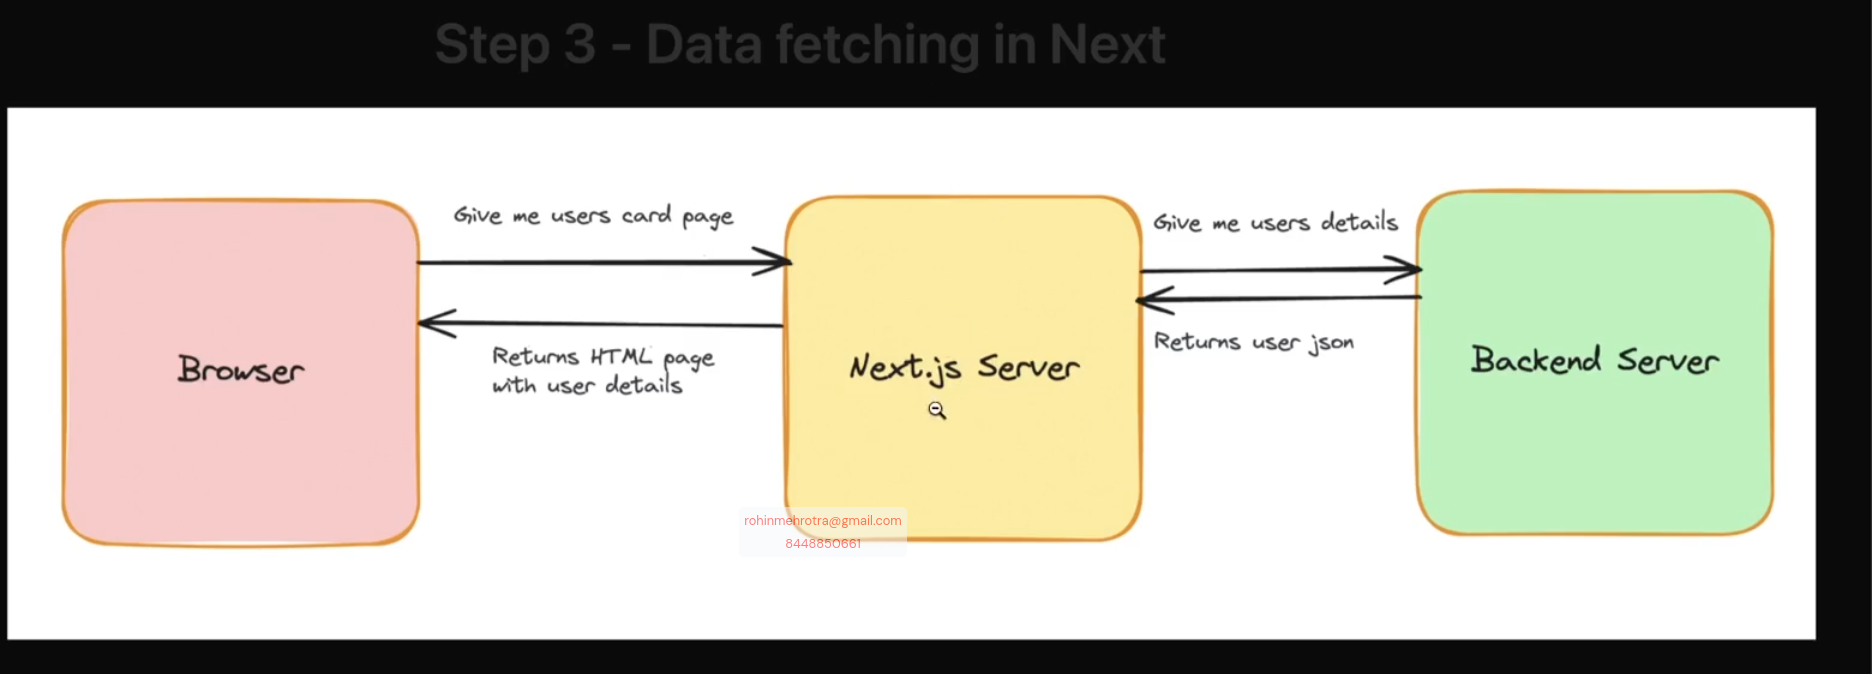 Step 3 - Data fetching in Next
Give me users card page
Give me users details
Returns HTML page
with user details
Returns user json
Browser
Next.js Server
Backend Server
rohinmehrotra@gmail.com
8448850661